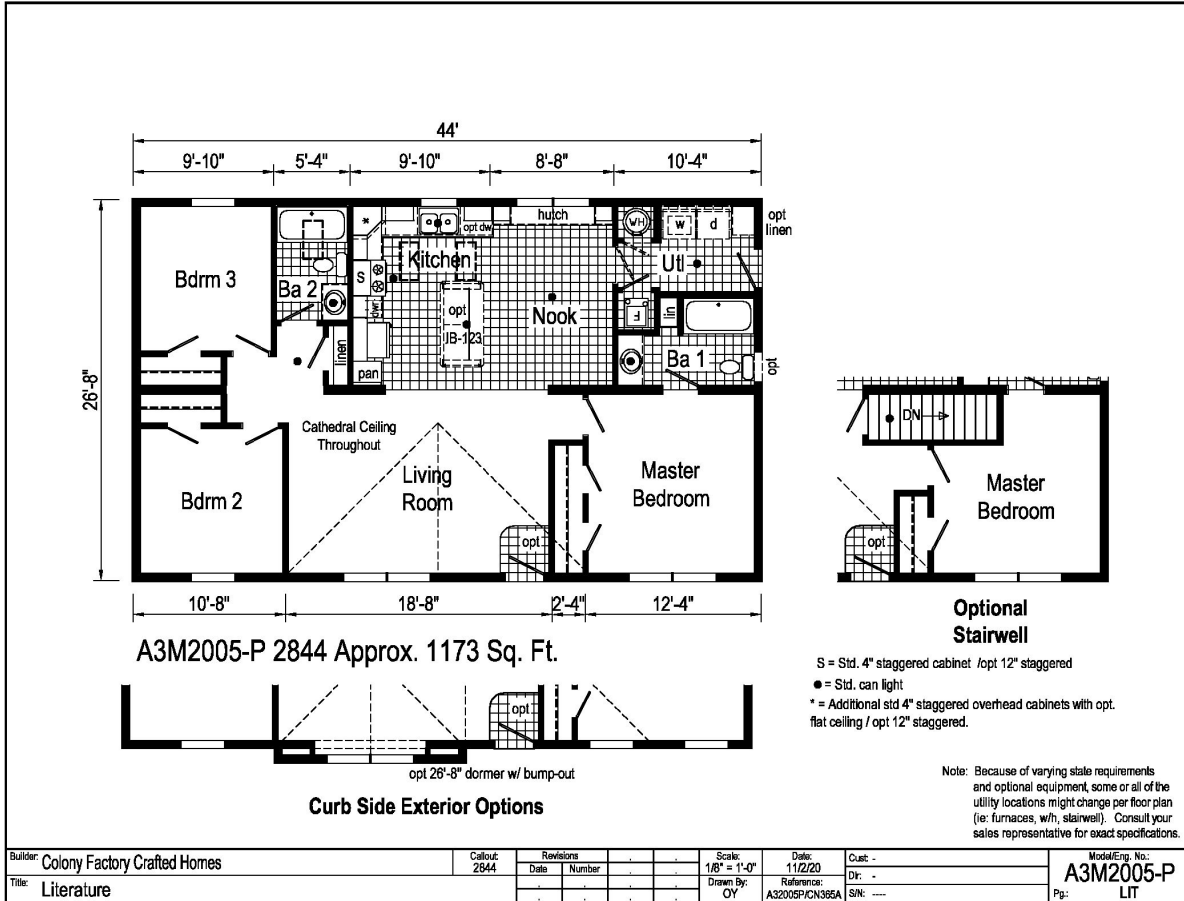 44'
9'-10" 5'-4" 9'-10" 8'-8" 10'-4"
26'-8"
hutch
WH w d
opt
linen
* opt dw
Kitchen
Utl
Bdrm 3
S
Ba 2
dwr
opt
IB-123
Nook
F
lin
linen
pan
Ba 1
opt
Cathedral Ceiling
Throughout
Living
Room
Master
Bedroom
Bdrm 2
opt
10'-8" 18'-8" 2'-4" 12'-4"
DN
Master
Bedroom
opt
Optional
Stairwell
A3M2005-P 2844 Approx. 1173 Sq. Ft.
S = Std. 4" staggered cabinet /opt 12" staggered
● = Std. can light
* = Additional std 4" staggered overhead cabinets with opt.
flat ceiling / opt 12" staggered.
opt
opt 26'-8" dormer w/ bump-out
Curb Side Exterior Options
Note: Because of varying state requirements
and optional equipment, some or all of the
utility locations might change per floor plan
(ie: furnaces, w/h, stairwell). Consult your
sales representative for exact specifications.
Builder: Colony Factory Crafted Homes
Title: Literature
Callout:
2844
Revisions
Date Number
Scale:
1/8" = 1'-0"
Drawn By:
OY
Date:
11/2/20
Reference:
A32005P/CN365A
Cust: -
Dir: -
S/N: ----
Model/Eng. No.:
A3M2005-P
Pg.: LIT